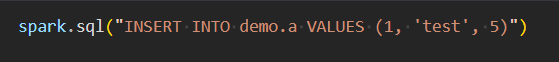 spark.sql("INSERT INTO demo.a VALUES (1, 'test', 5)")